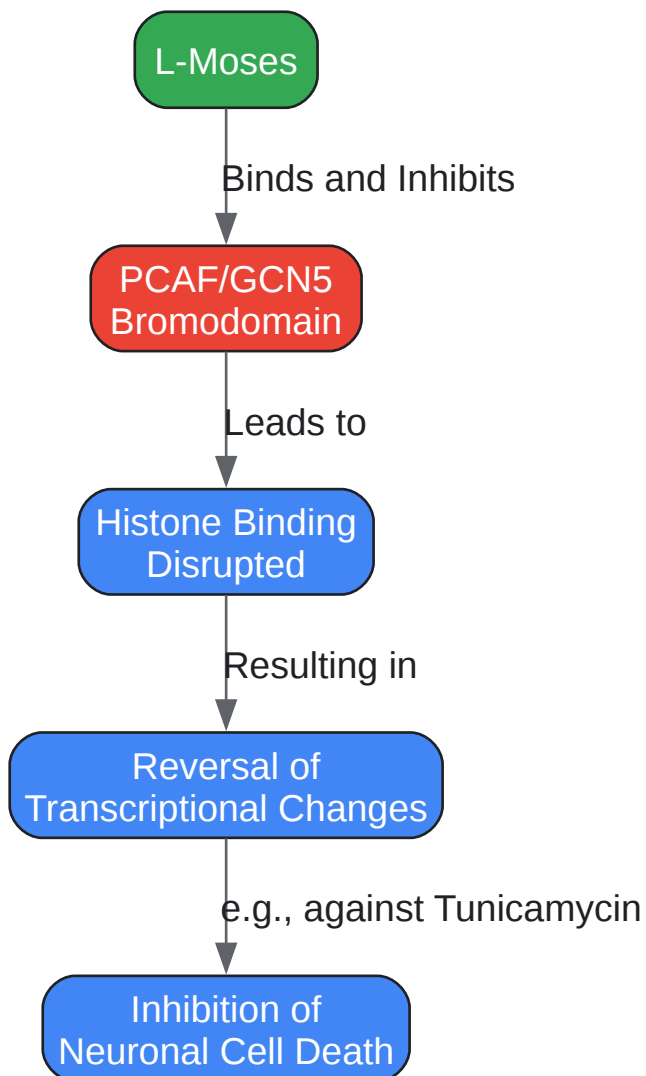 L-Moses
Binds and Inhibits
PCAF/GCN5
Bromodomain
Leads to
Histone Binding
Disrupted
Resulting in
Reversal of
Transcriptional Changes
e.g., against Tunicamycin
Inhibition of
Neuronal Cell Death